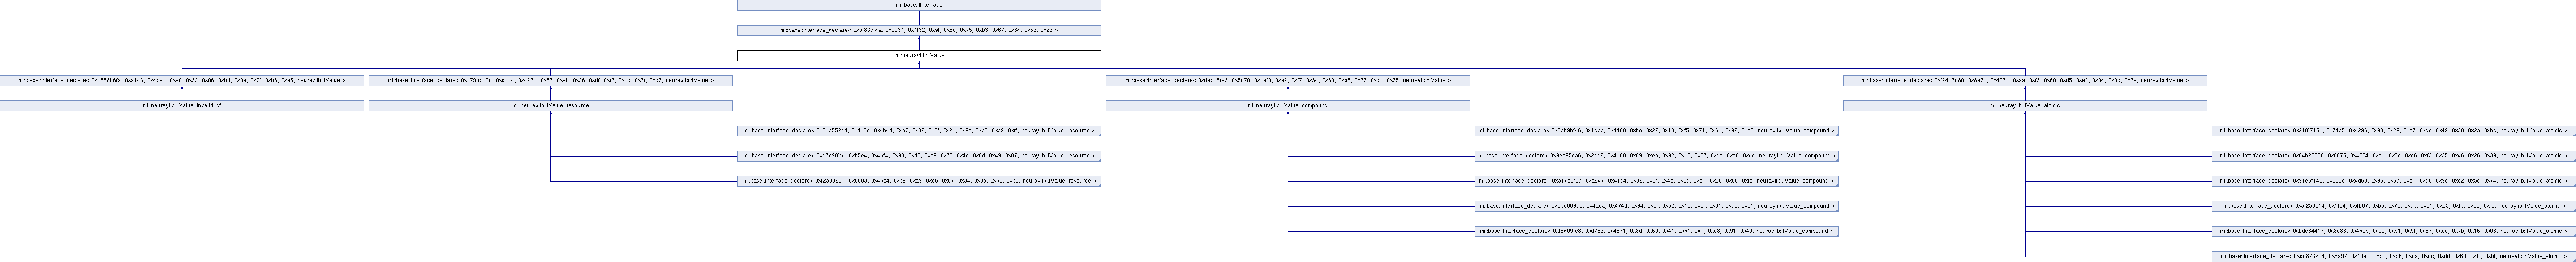 mi::base::IInterface
mi::base::Interface_declare< 0xbf837f4a, 0x9034, 0x4f32, 0xaf, 0x5c, 0x75, 0xb3, 0x67, 0x64, 0x53, 0x23 >
mi::neuraylib::IValue
mi::base::Interface_declare< 0x1588b6fa, 0xa143, 0x4bac, 0xa0, 0x32, 0x06, 0xbd, 0x9e, 0x7f, 0xb6, 0xe5, neuraylib::IValue >
mi::base::Interface_declare< 0x479bb10c, 0xd444, 0x426c, 0x83, 0xab, 0x26, 0xdf, 0xf6, 0x1d, 0x6f, 0xd7, neuraylib::IValue >
mi::base::Interface_declare< 0xdabc8fe3, 0x5c70, 0x4ef0, 0xa2, 0xf7, 0x34, 0x30, 0xb5, 0x67, 0xdc, 0x75, neuraylib::IValue >
mi::base::Interface_declare< 0xf2413c80, 0x8e71, 0x4974, 0xaa, 0xf2, 0x60, 0xd5, 0xe2, 0x94, 0x9d, 0x3e, neuraylib::IValue >
mi::neuraylib::IValue_invalid_df
mi::neuraylib::IValue_resource
mi::neuraylib::IValue_compound
mi::neuraylib::IValue_atomic
mi::base::Interface_declare< 0x31a55244, 0x415c, 0x4b4d, 0xa7, 0x86, 0x2f, 0x21, 0x9c, 0xb8, 0xb9, 0xff, neuraylib::IValue_resource >
mi::base::Interface_declare< 0x3bb9bf46, 0x1cbb, 0x4460, 0xbe, 0x27, 0x10, 0xf5, 0x71, 0x61, 0x96, 0xa2, neuraylib::IValue_compound >
mi::base::Interface_declare< 0x21f07151, 0x74b5, 0x4296, 0x90, 0x29, 0xc7, 0xde, 0x49, 0x38, 0x2a, 0xbc, neuraylib::IValue_atomic >
mi::base::Interface_declare< 0xd7c9ffbd, 0xb5e4, 0x4bf4, 0x90, 0xd0, 0xe9, 0x75, 0x4d, 0x6d, 0x49, 0x07, neuraylib::IValue_resource >
mi::base::Interface_declare< 0x9ee95da6, 0x2cd6, 0x4168, 0x89, 0xea, 0x92, 0x10, 0x57, 0xda, 0xe6, 0xdc, neuraylib::IValue_compound >
mi::base::Interface_declare< 0x64b28506, 0x8675, 0x4724, 0xa1, 0x0d, 0xc6, 0xf2, 0x35, 0x46, 0x26, 0x39, neuraylib::IValue_atomic >
mi::base::Interface_declare< 0xf2a03651, 0x8883, 0x4ba4, 0xb9, 0xa9, 0xe6, 0x87, 0x34, 0x3a, 0xb3, 0xb8, neuraylib::IValue_resource >
mi::base::Interface_declare< 0xa17c5f57, 0xa647, 0x41c4, 0x86, 0x2f, 0x4c, 0x0d, 0xe1, 0x30, 0x08, 0xfc, neuraylib::IValue_compound >
mi::base::Interface_declare< 0x91e6f145, 0x280d, 0x4d68, 0x95, 0x57, 0xe1, 0xd0, 0x9c, 0xd2, 0x5c, 0x74, neuraylib::IValue_atomic >
mi::base::Interface_declare< 0xcbe089ce, 0x4aea, 0x474d, 0x94, 0x5f, 0x52, 0x13, 0xef, 0x01, 0xce, 0x81, neuraylib::IValue_compound >
mi::base::Interface_declare< 0xaf253a14, 0x1f04, 0x4b67, 0xba, 0x70, 0x7b, 0x01, 0x05, 0xfb, 0xc8, 0xf5, neuraylib::IValue_atomic >
mi::base::Interface_declare< 0xf5d09fc3, 0xd783, 0x4571, 0x8d, 0x59, 0x41, 0xb1, 0xff, 0xd3, 0x91, 0x49, neuraylib::IValue_compound >
mi::base::Interface_declare< 0xbdc84417, 0x3e83, 0x4bab, 0x90, 0xb1, 0x9f, 0x57, 0xed, 0x7b, 0x15, 0x03, neuraylib::IValue_atomic >
mi::base::Interface_declare< 0xdc876204, 0x8a97, 0x40e9, 0xb9, 0xb6, 0xca, 0xdc, 0xdd, 0x60, 0x1f, 0xbf, neuraylib::IValue_atomic >